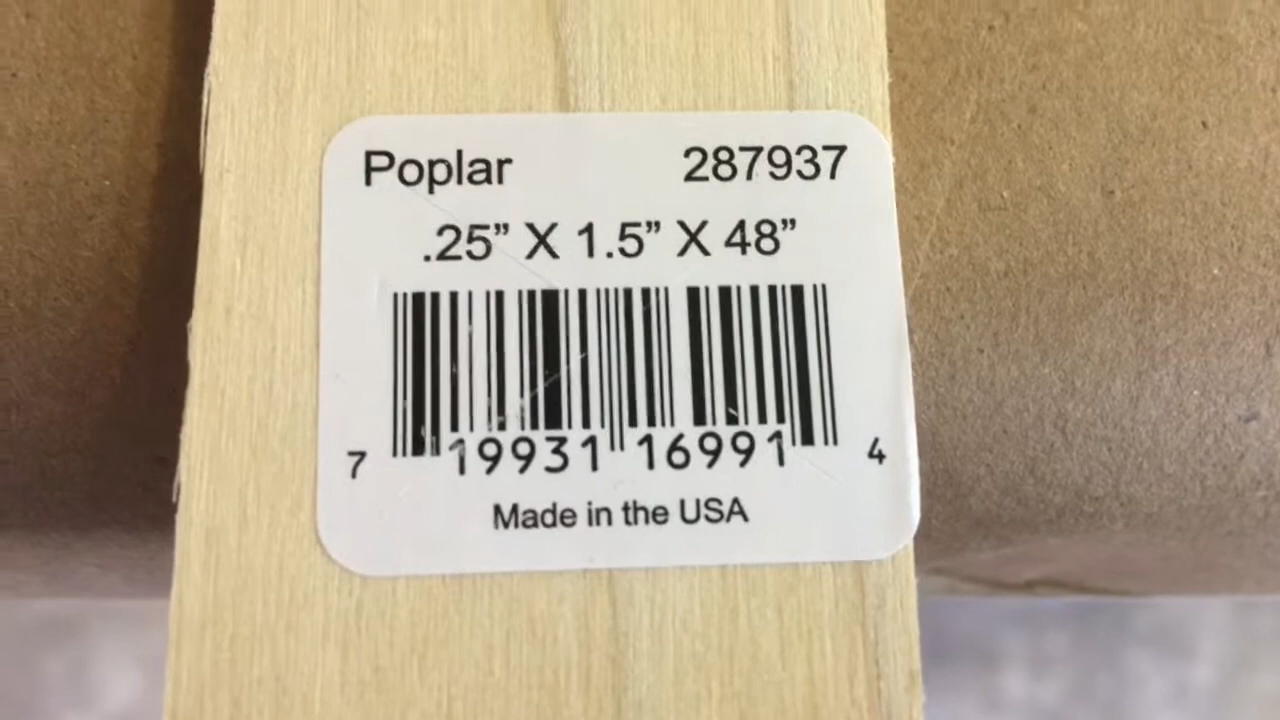 Poplar 287937
.25” X 1.5” X 48”
7 19931 16991 4
Made in the USA